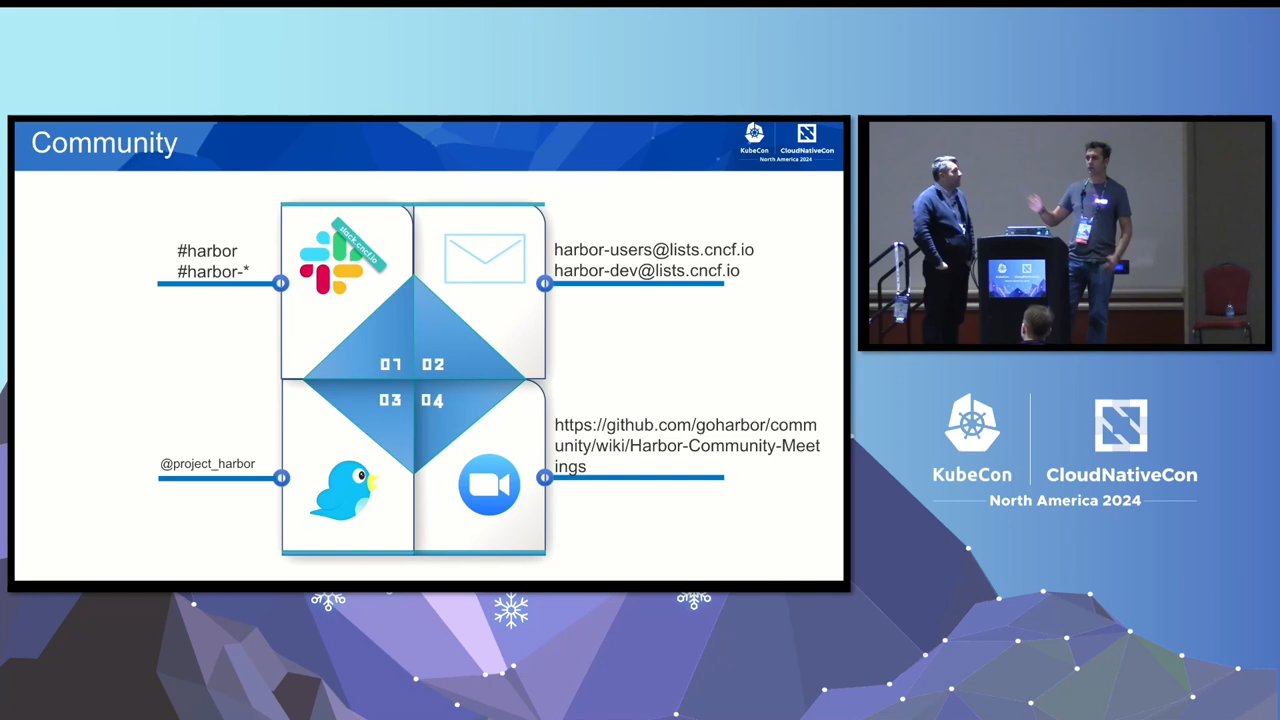 Community
KubeCon
CloudNativeCon
North America 2024
#harbor
#harbor-*
slack.cncf.io
harbor-users@lists.cncf.io
harbor-dev@lists.cncf.io
01
02
03
04
@project_harbor
https://github.com/goharbor/comm
unity/wiki/Harbor-Community-Meet
ings
KubeCon
CloudNativeCon
North America 2024